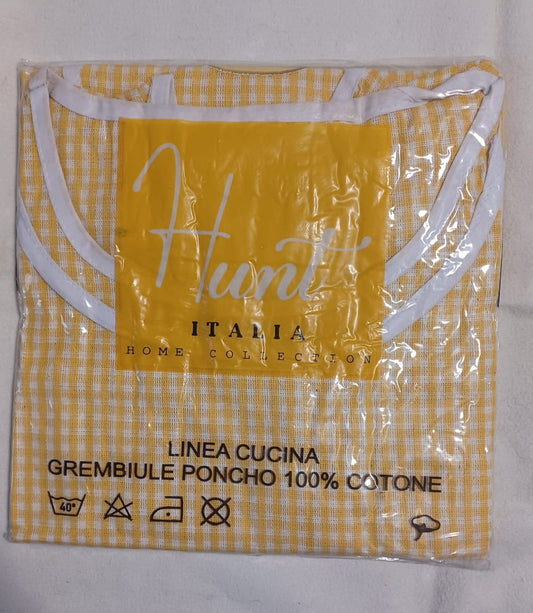 Hunt
ITALIA
HOME COLLECTION
LINEA CUCINA
GREMBIULE PONCHO 100% COTONE
40°